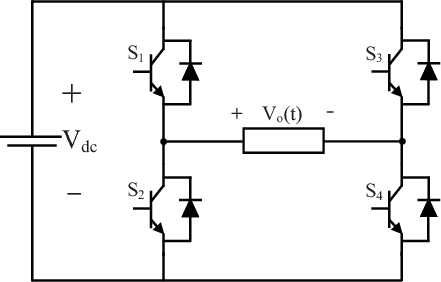 S1
S3
+
+ Vo(t) -
Vdc
−
S2
S4